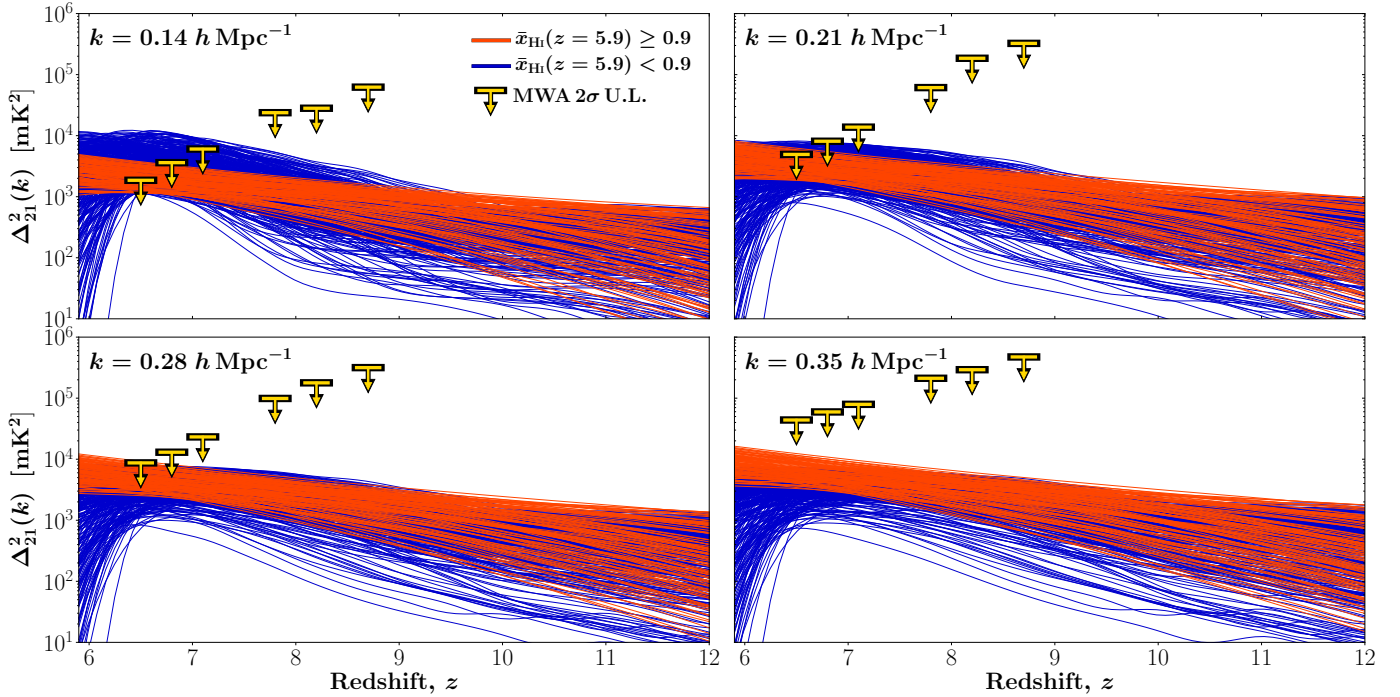 k = 0.14 h Mpc⁻¹
x̄_HI(z = 5.9) ≥ 0.9
x̄_HI(z = 5.9) < 0.9
MWA 2σ U.L.
10⁶
10⁵
10⁴
10³
10²
10¹
Δ²₂₁(k) [mK²]
k = 0.21 h Mpc⁻¹
k = 0.28 h Mpc⁻¹
10⁶
10⁵
10⁴
10³
10²
10¹
Δ²₂₁(k) [mK²]
6 7 8 9 10 11 12
Redshift, z
k = 0.35 h Mpc⁻¹
6 7 8 9 10 11 12
Redshift, z